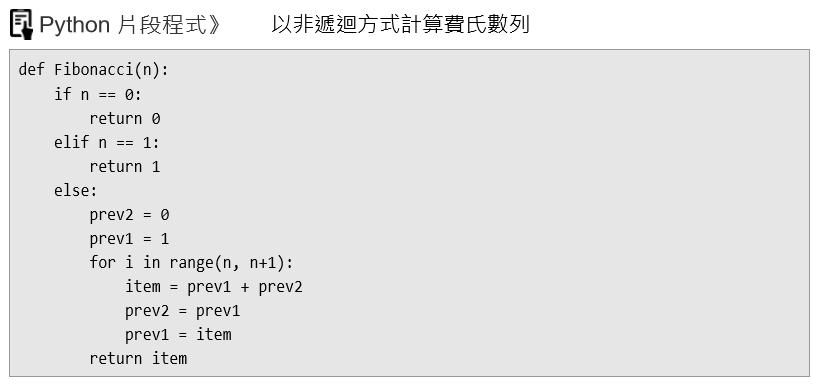 Python 片段程式》 以非遞迴方式計算費氏數列
def Fibonacci(n):
    if n == 0:
        return 0
    elif n == 1:
        return 1
    else:
        prev2 = 0
        prev1 = 1
        for i in range(n, n+1):
            item = prev1 + prev2
            prev2 = prev1
            prev1 = item
        return item